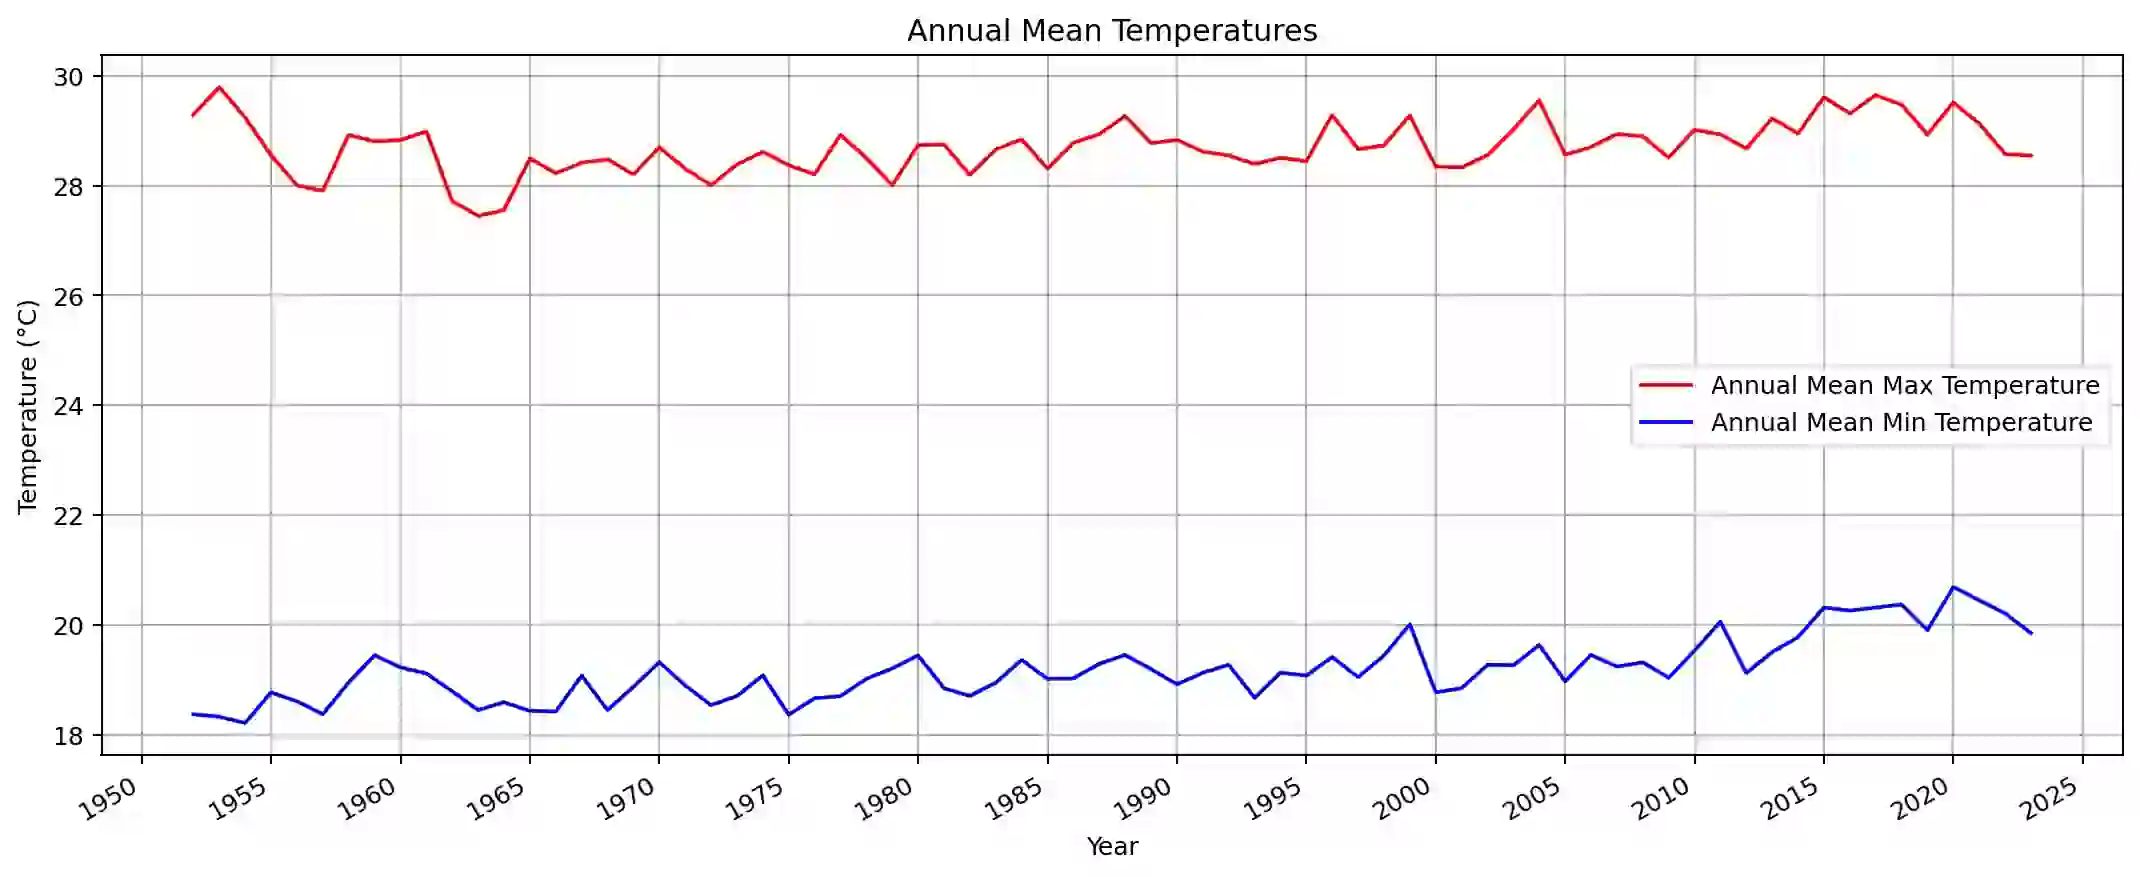 Annual Mean Temperatures
30
28
26
24
22
20
18
Temperature (°C)
Annual Mean Max Temperature
Annual Mean Min Temperature
1950 1955 1960 1965 1970 1975 1980 1985 1990 1995 2000 2005 2010 2015 2020 2025
Year